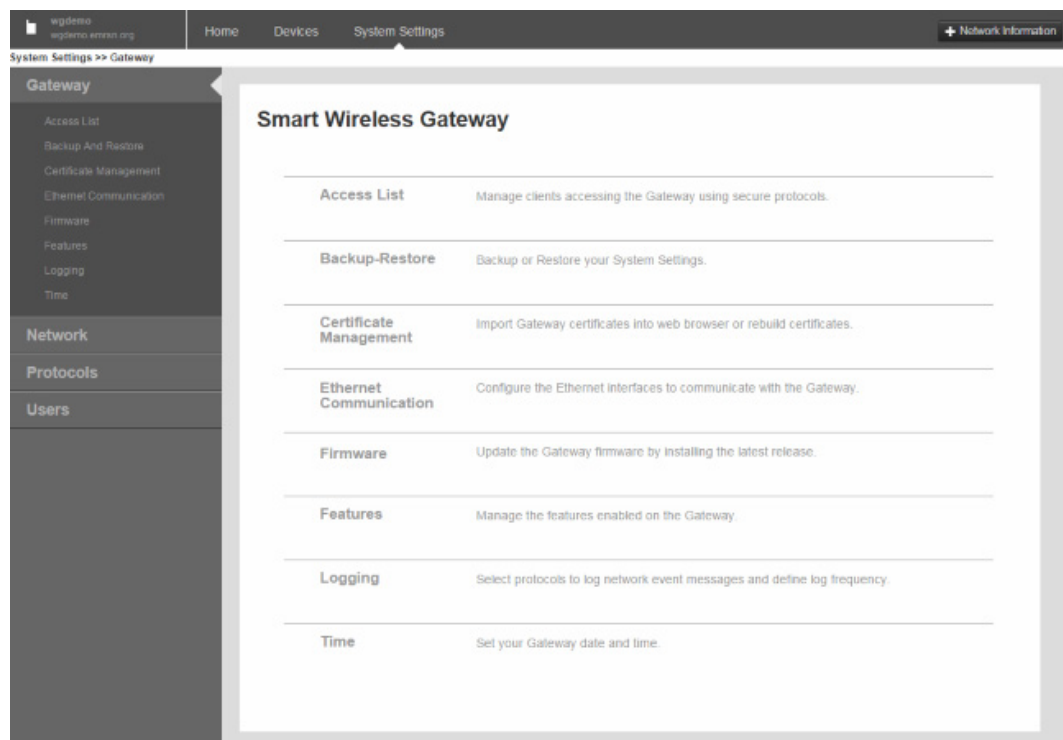 wgdemo
wgdemo.emrsn.org
Home
Devices
System Settings
Network Information
System Settings >> Gateway
Gateway
Access List
Backup And Restore
Certificate Management
Ethernet Communication
Firmware
Features
Logging
Time
Network
Protocols
Users
Smart Wireless Gateway
Access List
Manage clients accessing the Gateway using secure protocols.
Backup-Restore
Backup or Restore your System Settings.
Certificate
Management
Import Gateway certificates into web browser or rebuild certificates.
Ethernet
Communication
Configure the Ethernet interfaces to communicate with the Gateway.
Firmware
Update the Gateway firmware by installing the latest release.
Features
Manage the features enabled on the Gateway.
Logging
Select protocols to log network event messages and define log frequency.
Time
Set your Gateway date and time.